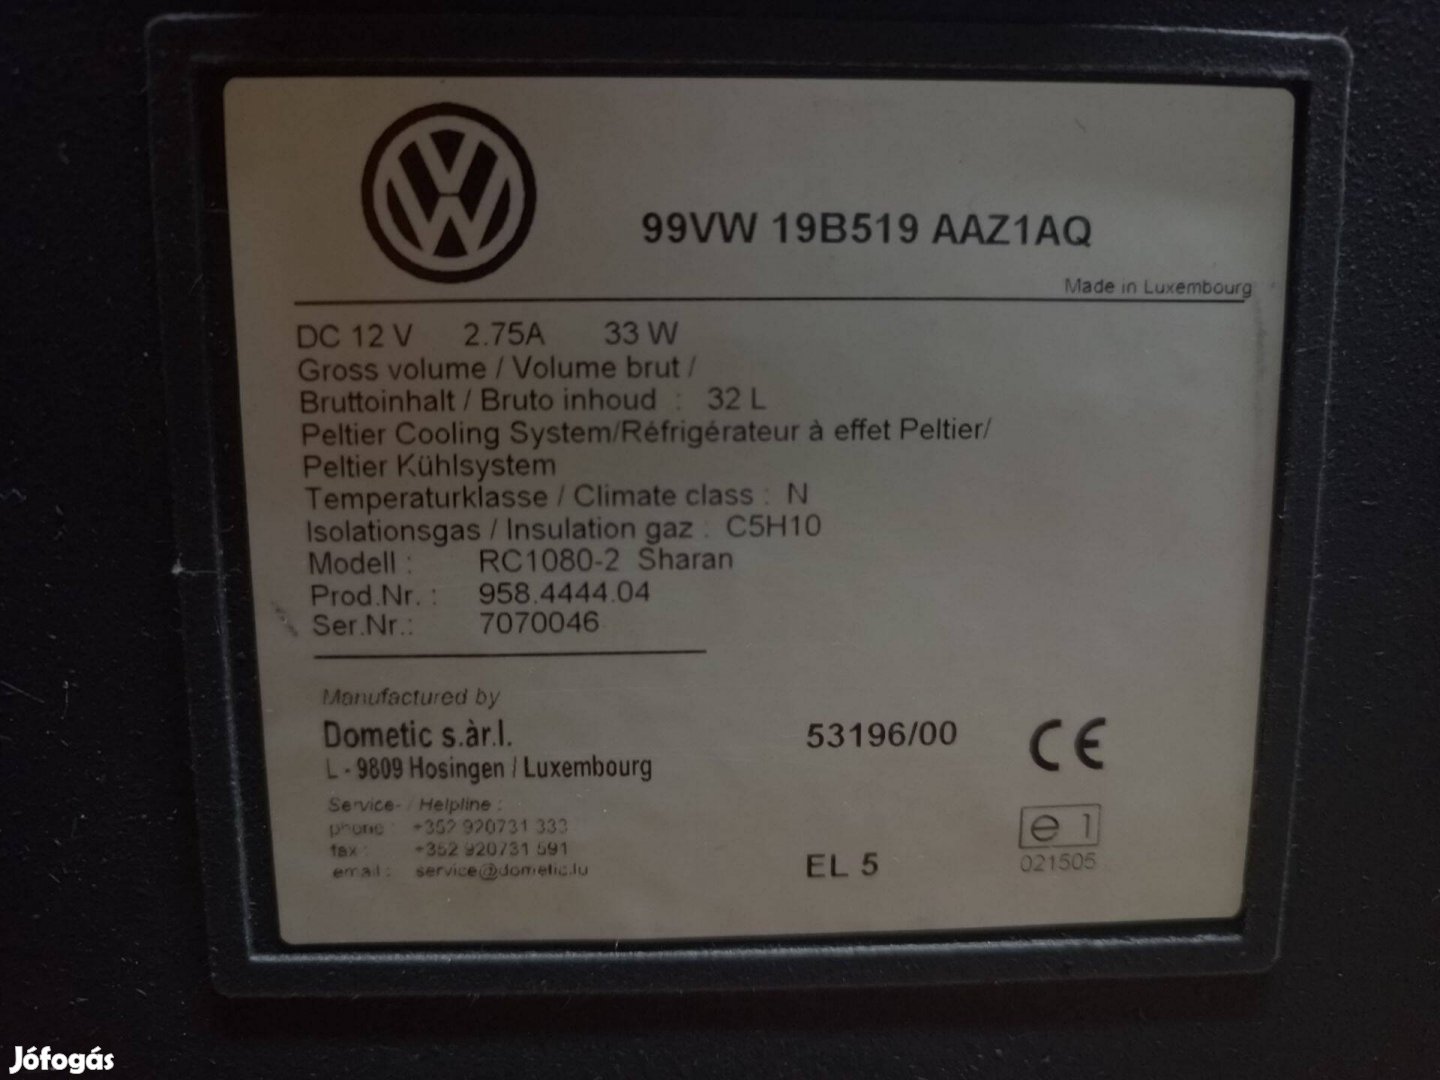 99VW 19B519 AAZ1AQ
Made in Luxembourg
DC 12 V 2.75A 33 W
Gross volume / Volume brut /
Bruttoinhalt / Bruto inhoud : 32 L
Peltier Cooling System/Réfrigérateur à effet Peltier/
Peltier Kühlsystem
Temperaturklasse / Climate class : N
Isolationsgas / Insulation gaz : C5H10
Modell : RC1080-2 Sharan
Prod.Nr. : 958.4444.04
Ser.Nr.: 7070046
Manufactured by
Dometic s.àr.l.
L - 9809 Hosingen / Luxembourg
53196/00
CE
Service- / Helpline :
phone : +352 920731 333
fax : +352 920731 591
email : service@dometic.lu
EL 5
e 1
021505
Jófogás